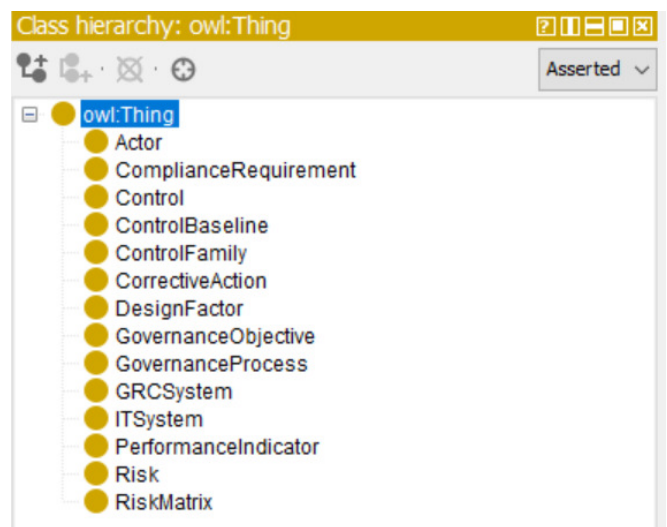 Class hierarchy: owl:Thing
Asserted
owl:Thing
Actor
ComplianceRequirement
Control
ControlBaseline
ControlFamily
CorrectiveAction
DesignFactor
GovernanceObjective
GovernanceProcess
GRCSystem
ITSystem
PerformanceIndicator
Risk
RiskMatrix